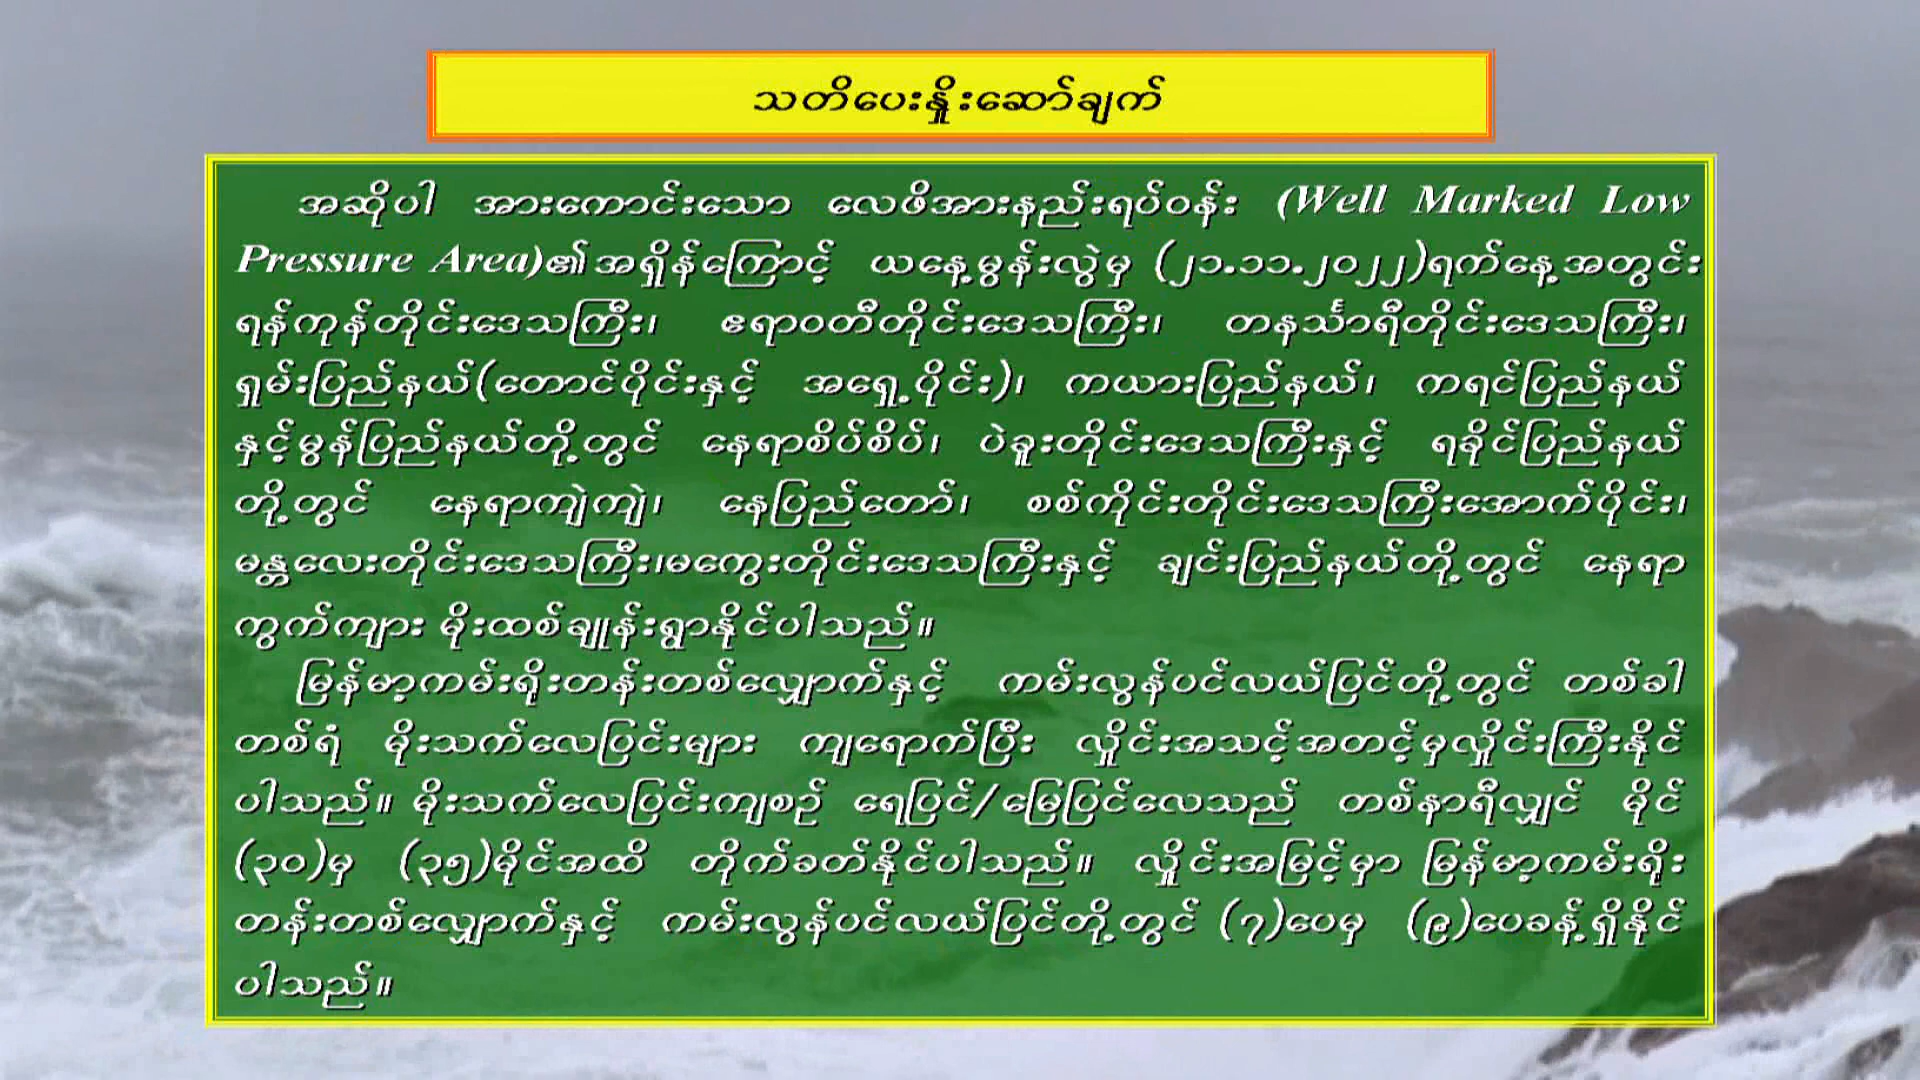 သတိပေးနှိုးဆော်ချက်
အဆိုပါ အားကောင်းသော လေဖိအားနည်းရပ်ဝန်း (Well Marked Low
Pressure Area)၏အရှိန်ကြောင့် ယနေ့မွန်းလွဲမှ (၂၁.၁၁.၂၀၂၂)ရက်နေ့အတွင်း
ရန်ကုန်တိုင်းဒေသကြီး၊ ဧရာဝတီတိုင်းဒေသကြီး၊ တနင်္သာရီတိုင်းဒေသကြီး၊
ရှမ်းပြည်နယ်(တောင်ပိုင်းနှင့် အရှေ့ပိုင်း)၊ ကယားပြည်နယ်၊ ကရင်ပြည်နယ်
နှင့်မွန်ပြည်နယ်တို့တွင် နေရာစိပ်စိပ်၊ ပဲခူးတိုင်းဒေသကြီးနှင့် ရခိုင်ပြည်နယ်
တို့တွင် နေရာကျဲကျဲ၊ နေပြည်တော်၊ စစ်ကိုင်းတိုင်းဒေသကြီးအောက်ပိုင်း၊
မန္တလေးတိုင်းဒေသကြီး၊မကွေးတိုင်းဒေသကြီးနှင့် ချင်းပြည်နယ်တို့တွင် နေရာ
ကွက်ကျား မိုးထစ်ချုန်းရွာနိုင်ပါသည်။
မြန်မာ့ကမ်းရိုးတန်းတစ်လျှောက်နှင့် ကမ်းလွန်ပင်လယ်ပြင်တို့တွင် တစ်ခါ
တစ်ရံ မိုးသက်လေပြင်းများ ကျရောက်ပြီး လှိုင်းအသင့်အတင့်မှလှိုင်းကြီးနိုင်
ပါသည်။ မိုးသက်လေပြင်းကျစဉ် ရေပြင်/မြေပြင်လေသည် တစ်နာရီလျှင် မိုင်
(၃၀)မှ (၃၅)မိုင်အထိ တိုက်ခတ်နိုင်ပါသည်။ လှိုင်းအမြင့်မှာ မြန်မာ့ကမ်းရိုး
တန်းတစ်လျှောက်နှင့် ကမ်းလွန်ပင်လယ်ပြင်တို့တွင် (၇)ပေမှ (၉)ပေခန့်ရှိနိုင်
ပါသည်။